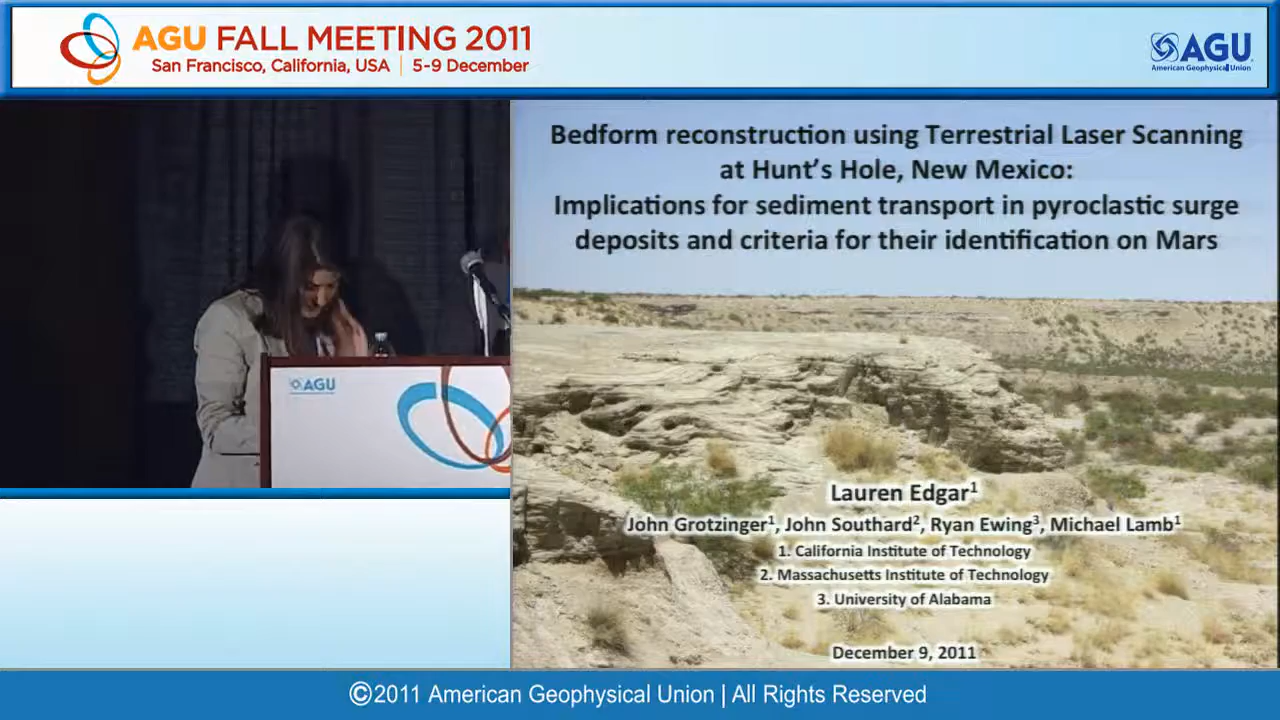 AGU FALL MEETING 2011
San Francisco, California, USA | 5-9 December
AGU
American Geophysical Union
Bedform reconstruction using Terrestrial Laser Scanning
at Hunt's Hole, New Mexico:
Implications for sediment transport in pyroclastic surge
deposits and criteria for their identification on Mars
AGU
Lauren Edgar¹
John Grotzinger¹, John Southard², Ryan Ewing³, Michael Lamb¹
1. California Institute of Technology
2. Massachusetts Institute of Technology
3. University of Alabama
December 9, 2011
©2011 American Geophysical Union | All Rights Reserved